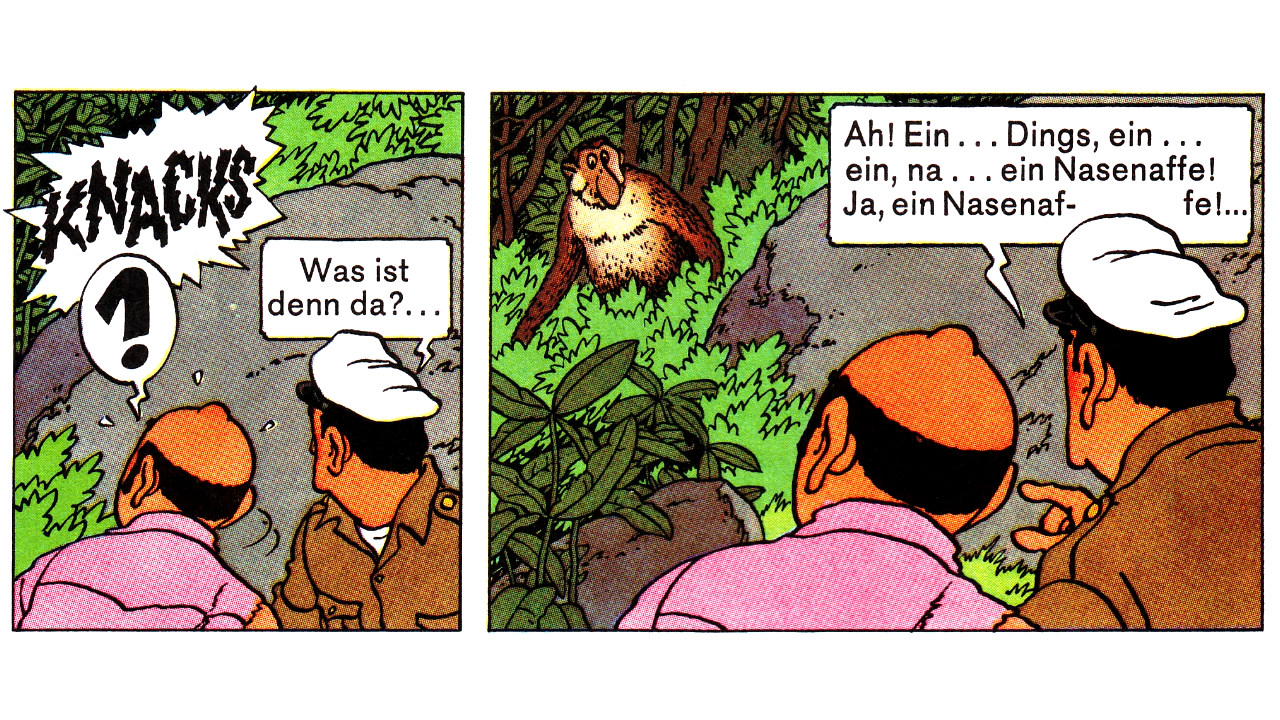 KNACKS
?
Was ist
denn da?...
Ah! Ein... Dings, ein...
ein, na... ein Nasenaffe!
Ja, ein Nasenaf- fe!...